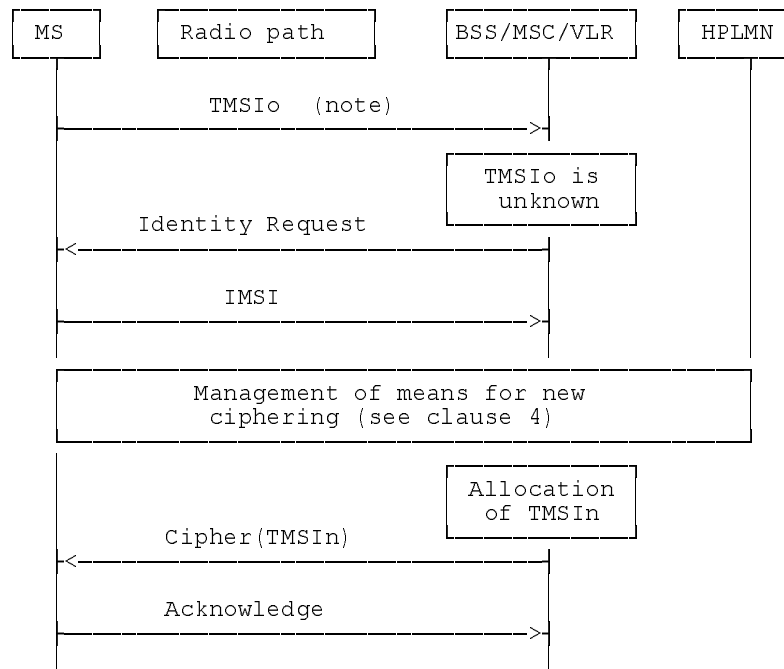 MS Radio path BSS/MSC/VLR HPLMN
TMSIo (note)
TMSIo is
unknown
Identity Request
IMSI
Management of means for new
ciphering (see clause 4)
Allocation
of TMSIn
Cipher(TMSIn)
Acknowledge